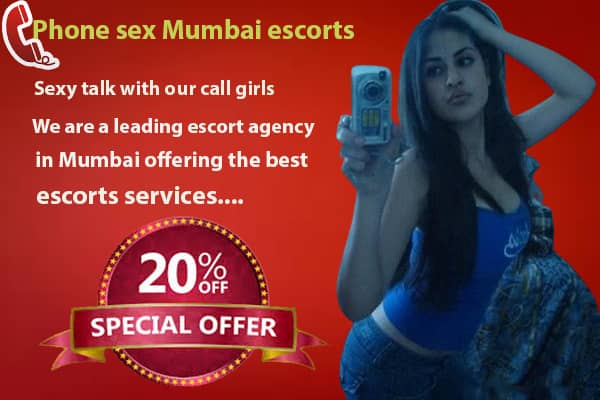 Phone sex Mumbai escorts
Sexy talk with our call girls
We are a leading escort agency
in Mumbai offering the best
escorts services....
20% OFF
SPECIAL OFFER